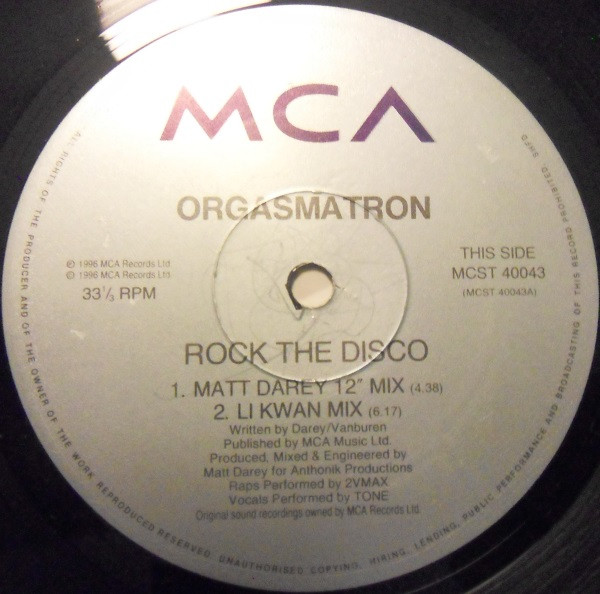 MCA
ORGASMATRON
℗ 1996 MCA Records Ltd
© 1996 MCA Records Ltd.
33⅓ RPM
THIS SIDE
MCST 40043
(MCST 40043A)
ROCK THE DISCO
1. MATT DAREY 12" MIX (4.38)
2. LI KWAN MIX (6.17)
Written by Darey/Vanburen
Published by MCA Music Ltd.
Produced, Mixed & Engineered by
Matt Darey for Anthonik Productions
Raps Performed by 2VMAX
Vocals Performed by TONE
Original sound recordings owned by MCA Records Ltd.
ALL RIGHTS OF THE PRODUCER AND OF THE OWNER OF THE WORK REPRODUCED RESERVED. UNAUTHORISED COPYING, HIRING, LENDING, PUBLIC PERFORMANCE AND BROADCASTING OF THIS RECORD PROHIBITED.